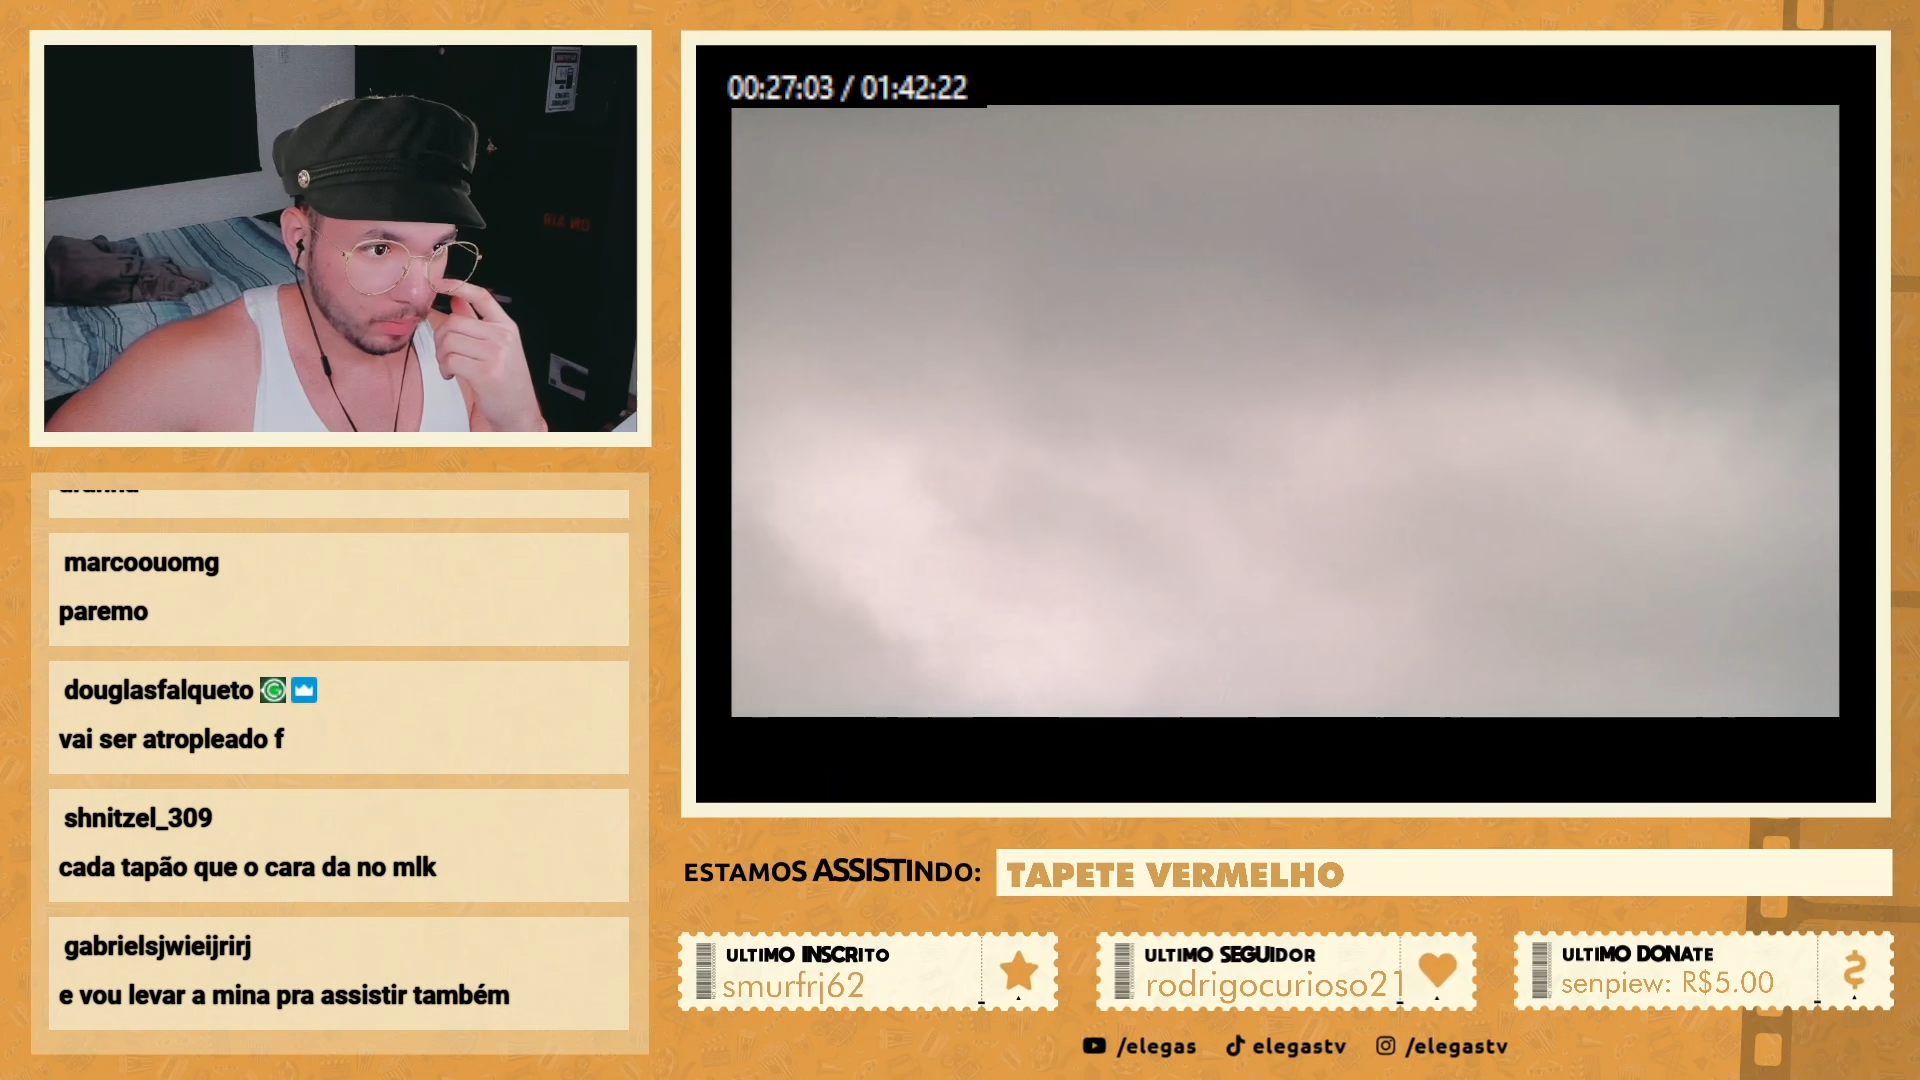 00:27:03 / 01:42:22
marcoouomg
paremo
douglasfalqueto
vai ser atropleado f
shnitzel_309
cada tapão que o cara da no mlk
gabrielsjwieijrirj
e vou levar a mina pra assistir também
ESTAMOS ASSISTINDO:
TAPETE VERMELHO
ULTIMO INSCRITO
smurfrj62
ULTIMO SEGUIDOR
rodrigocurioso21
ULTIMO DONATE
senpiew: R$5.00
/elegas
elegastv
/elegastv